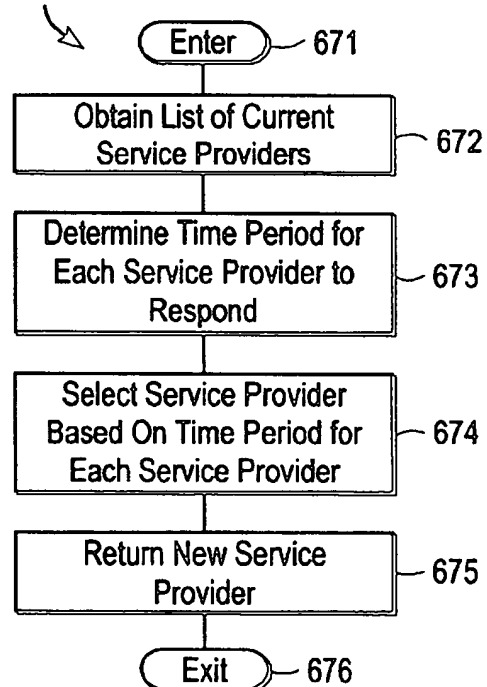 Enter 671
Obtain List of Current
Service Providers 672
Determine Time Period for
Each Service Provider to 673
Respond
Select Service Provider
Based On Time Period for 674
Each Service Provider
Return New Service
Provider 675
Exit 676